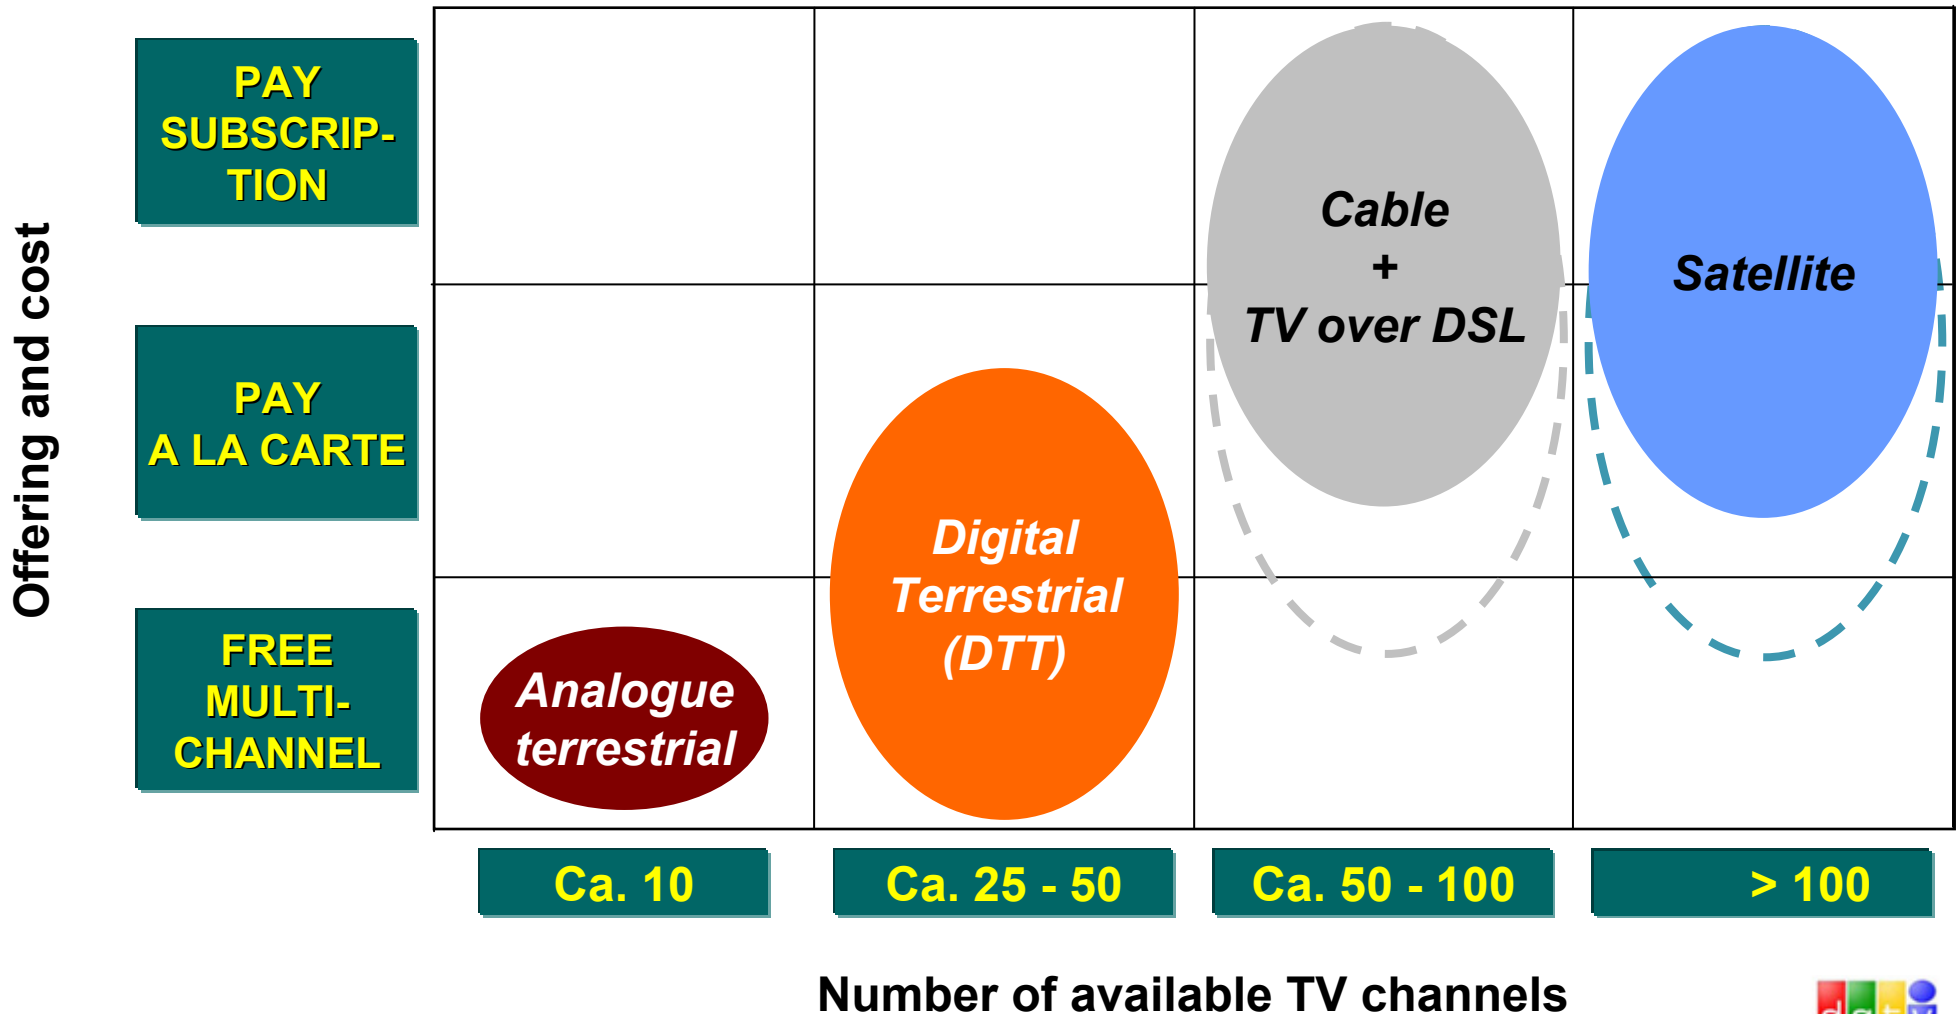 Offering and cost
PAY
SUBSCRIP-
TION
PAY
A LA CARTE
FREE
MULTI-
CHANNEL
Cable
+
TV over DSL
Satellite
Digital
Terrestrial
(DTT)
Analogue
terrestrial
Ca. 10
Ca. 25 - 50
Ca. 50 - 100
> 100
Number of available TV channels